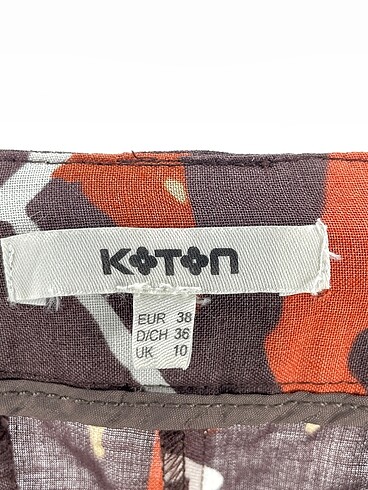 KOTON
EUR 38
D/CH 36
UK 10